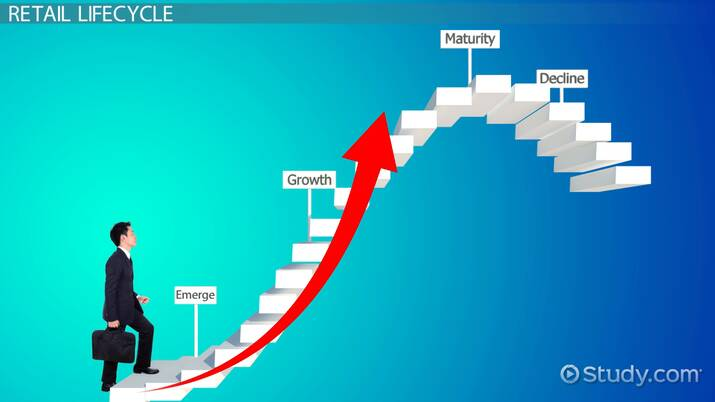 RETAIL LIFECYCLE
Maturity
Decline
Growth
Emerge
Study.com